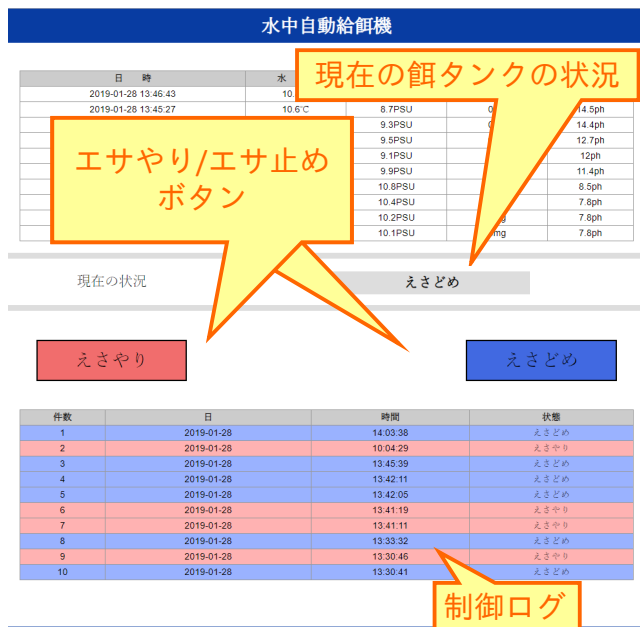 水中自動給餌機
現在の餌タンクの状況
日 時 水
2019-01-28 13:46:43 10.
2019-01-28 13:45:27 10.6℃ 8.7PSU 0 14.5ph
9.3PSU 14.4ph
9.5PSU 12.7ph
9.1PSU 12ph
9.9PSU 11.4ph
10.8PSU 8.5ph
10.4PSU 7.8ph
10.2PSU 7.8ph
10.1PSU mg 7.8ph
エサやり/エサ止め
ボタン
現在の状況 えさどめ
えさやり えさどめ
件数 日 時間 状態
1 2019-01-28 14:03:38 えさどめ
2 2019-01-28 10:04:29 えさやり
3 2019-01-28 13:45:39 えさどめ
4 2019-01-28 13:42:11 えさどめ
5 2019-01-28 13:42:05 えさどめ
6 2019-01-28 13:41:19 えさやり
7 2019-01-28 13:41:11 えさやり
8 2019-01-28 13:33:32 えさどめ
9 2019-01-28 13:30:46 えさやり
10 2019-01-28 13:30:41 えさどめ
制御ログ